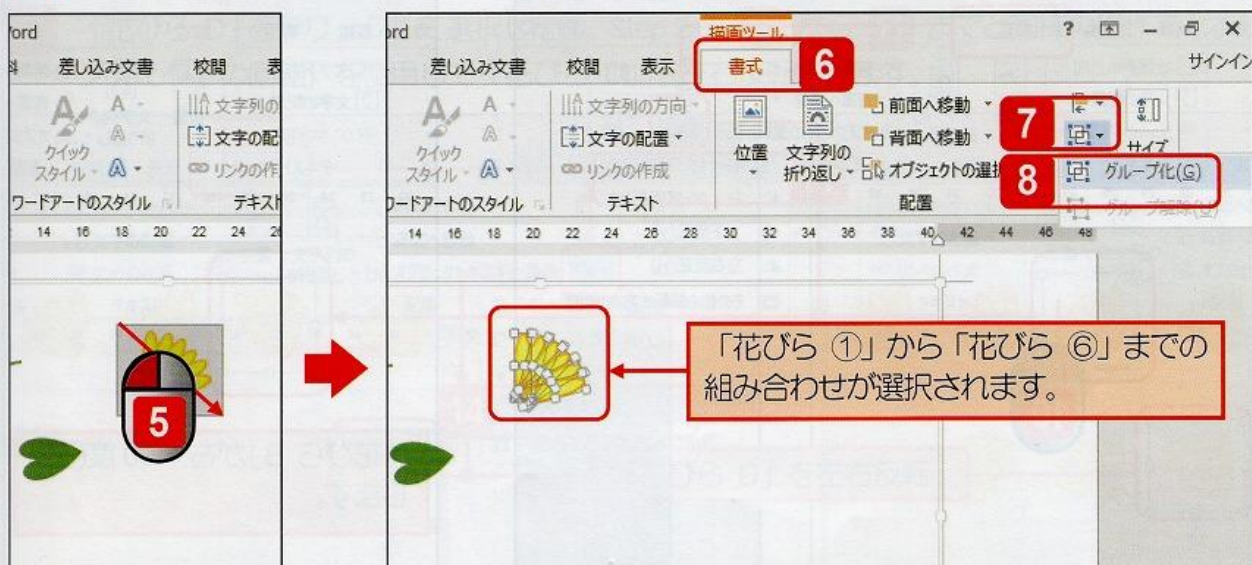 Word
差し込み文書 校閲 表
A A
文字列の
クイック
スタイル A
文字の配
リンクの作
ワードアートのスタイル テキスト
14 16 18 20 22 24 26
5
ord
描画ツール
? － ×
差し込み文書 校閲 表示 書式 6 サインイン
A A
文字列の方向
クイック
スタイル A
文字の配置
リンクの作成
ワードアートのスタイル テキスト
位置 文字列の
折り返し
前面へ移動
背面へ移動
オブジェクトの選
7
サイズ
8 グループ化(G)
グループ解除(U)
配置
14 16 18 20 22 24 26 28 30 32 34 36 38 40 42 44 46 48
「花びら ①」から「花びら ⑥」までの
組み合わせが選択されます。